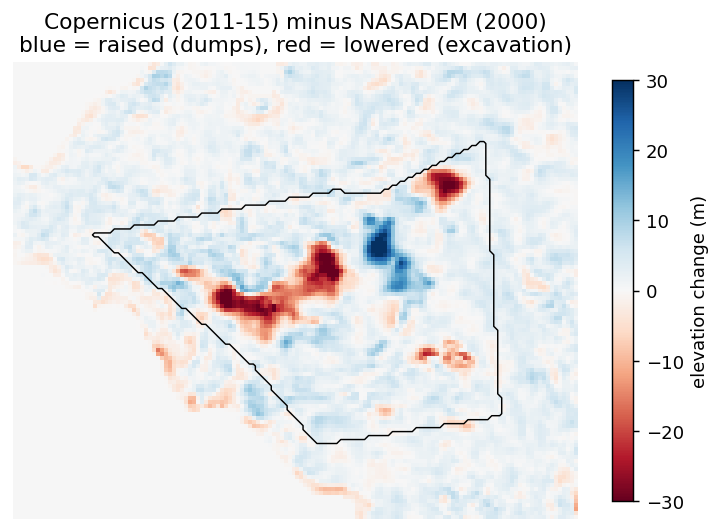 Copernicus (2011-15) minus NASADEM (2000)
blue = raised (dumps), red = lowered (excavation)
30
20
10
0
−10
−20
−30
elevation change (m)